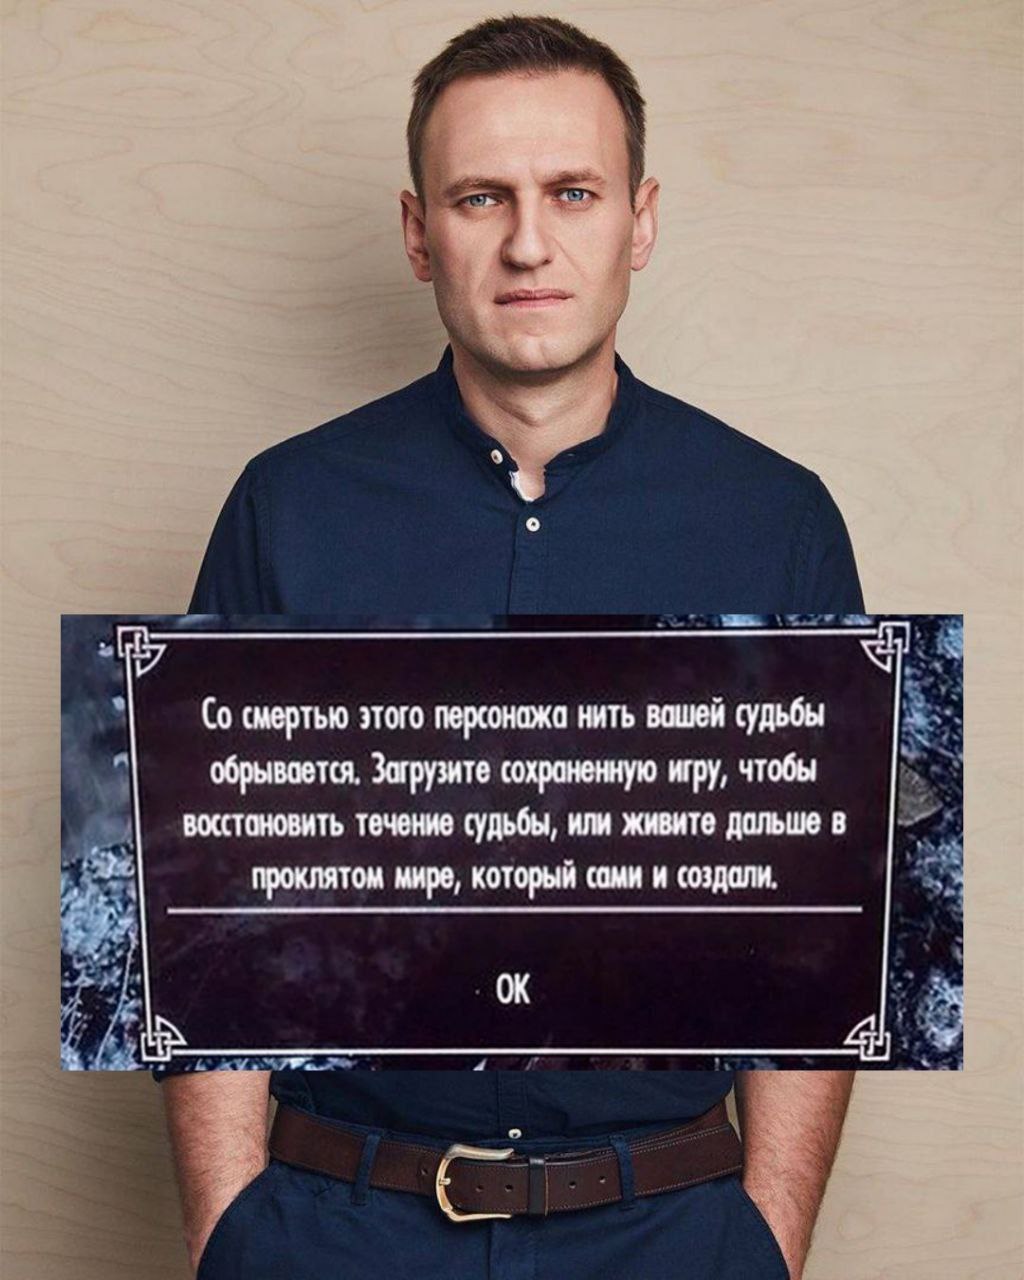 Со смертью этого персонажа нить вашей судьбы
обрывается. Загрузите сохраненную игру, чтобы
восстановить течение судьбы, или живите дальше в
проклятом мире, который сами и создали.
ОК